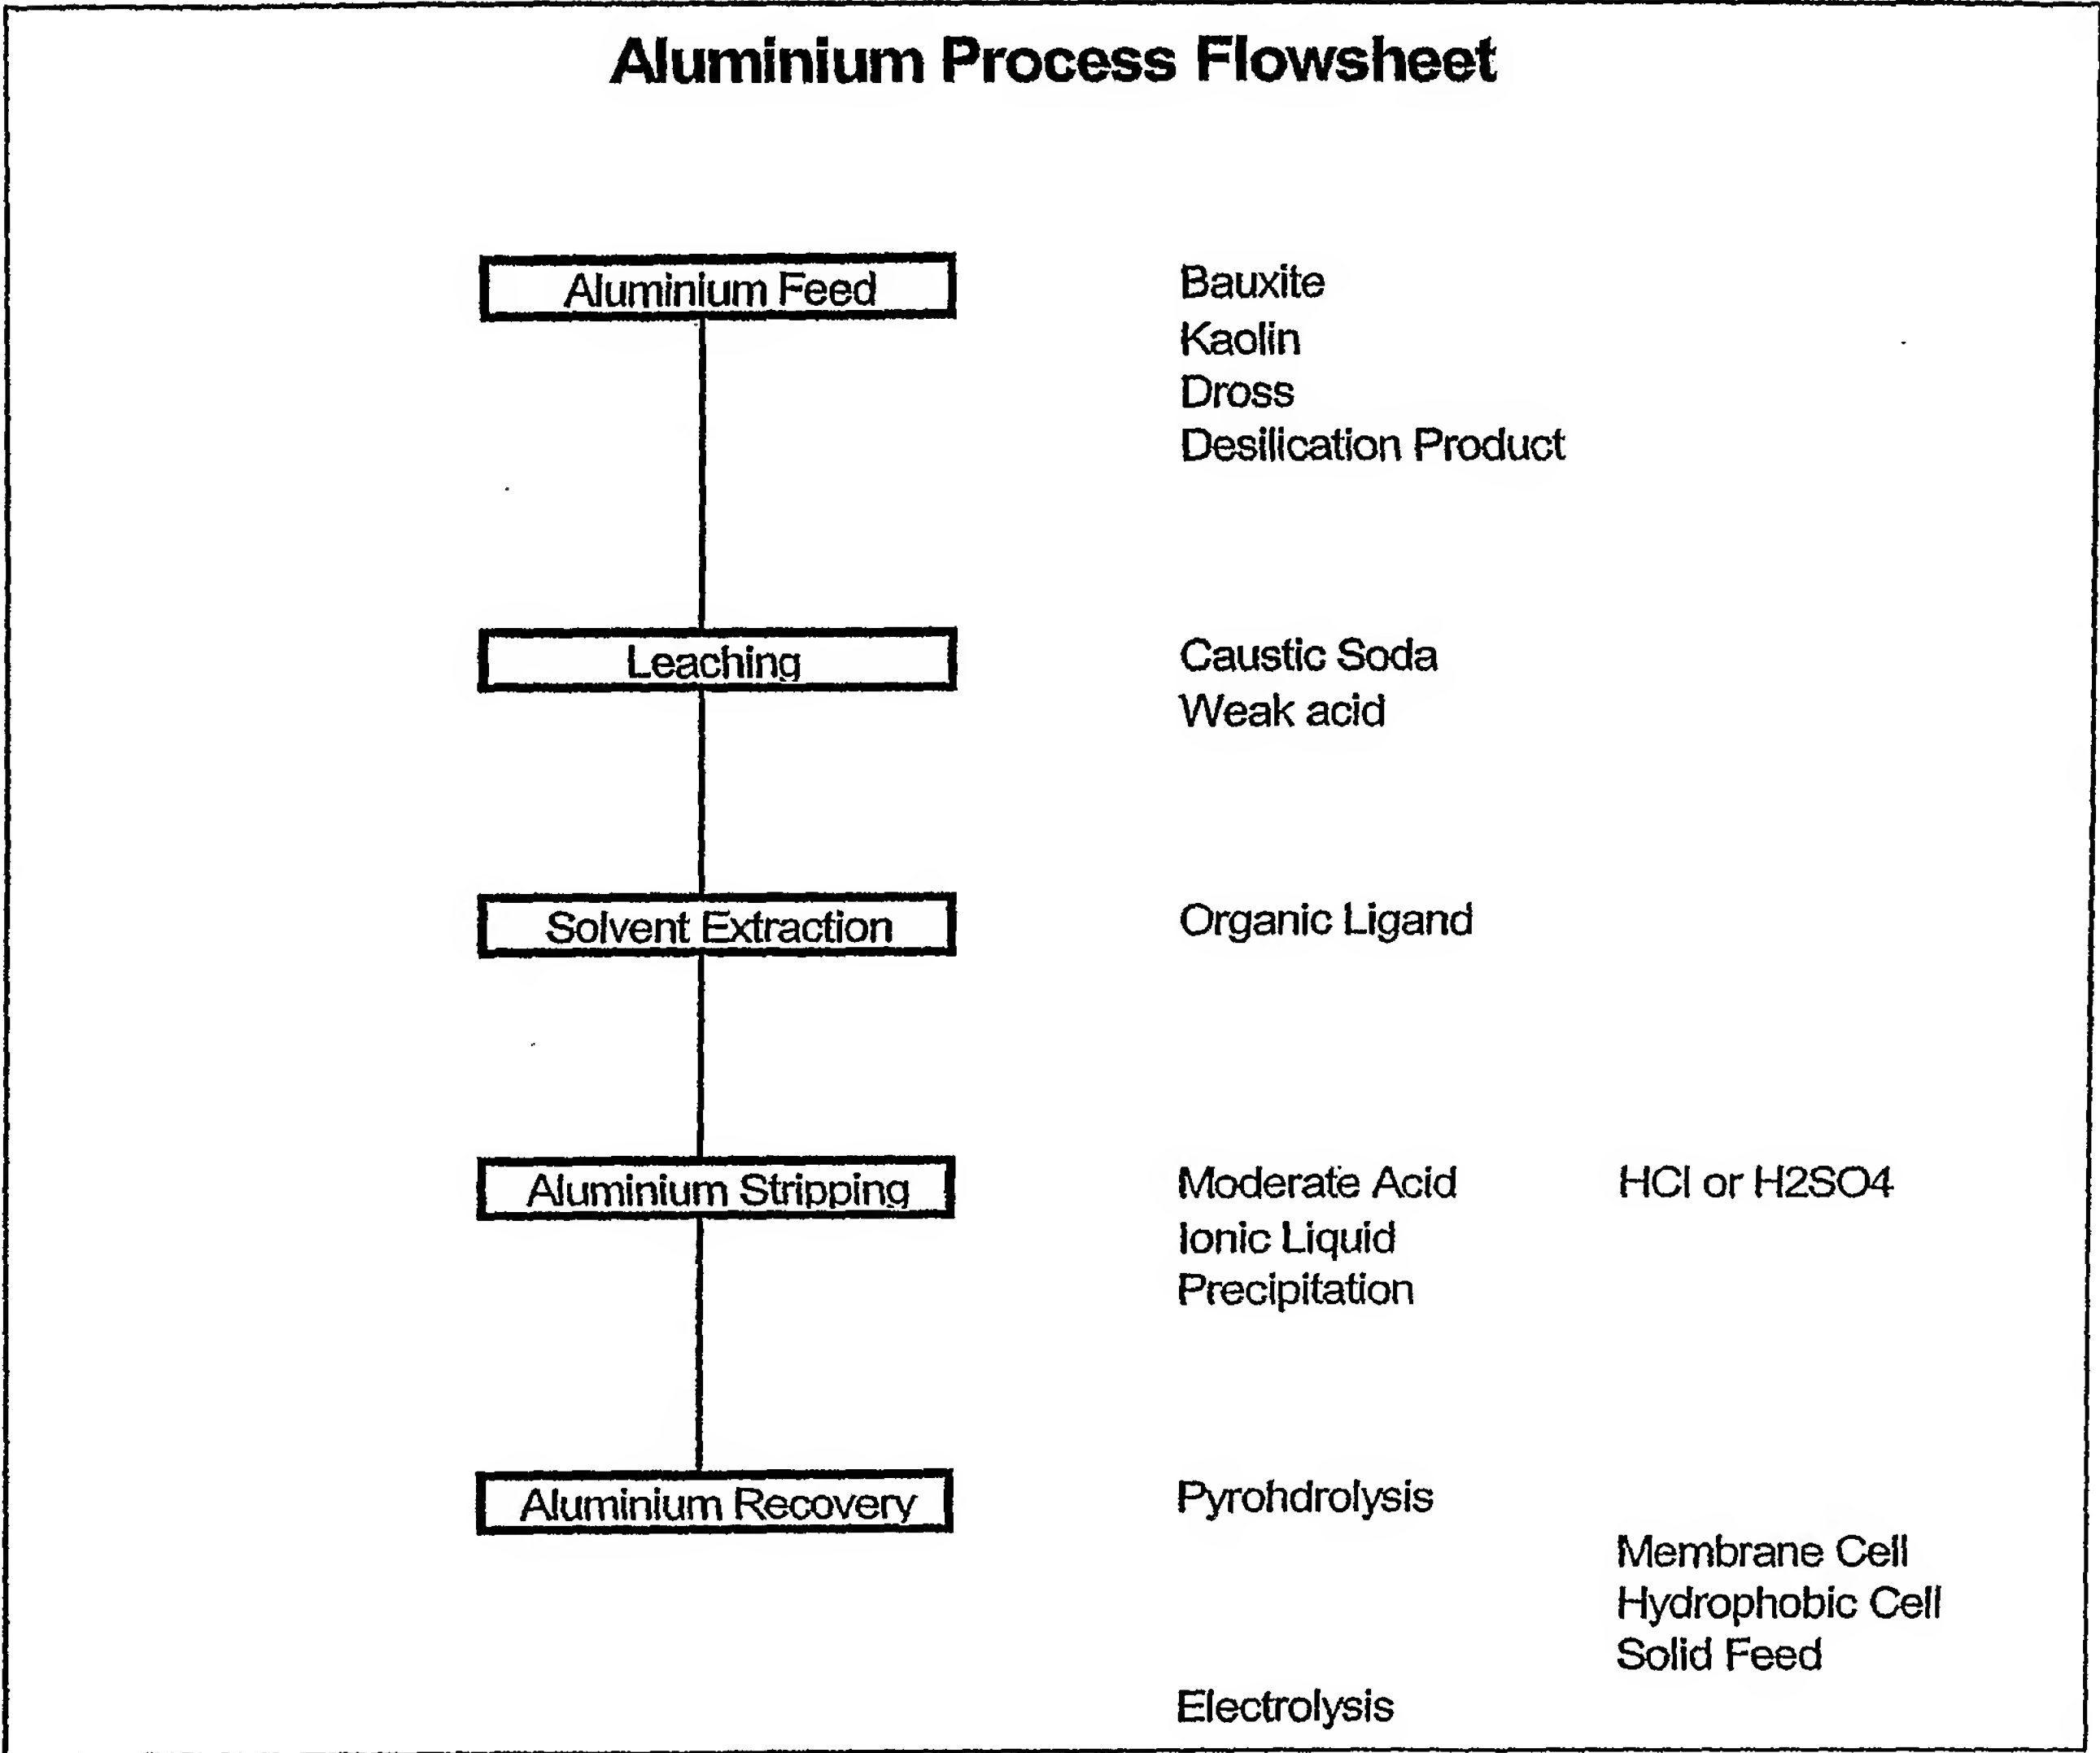 Aluminium Process Flowsheet
Aluminium Feed
Bauxite
Kaolin
Dross
Desilication Product
Leaching
Caustic Soda
Weak acid
Solvent Extraction
Organic Ligand
Aluminium Stripping
Moderate Acid HCl or H2SO4
Ionic Liquid
Precipitation
Aluminium Recovery
Pyrohdrolysis
Membrane Cell
Hydrophobic Cell
Solid Feed
Electrolysis